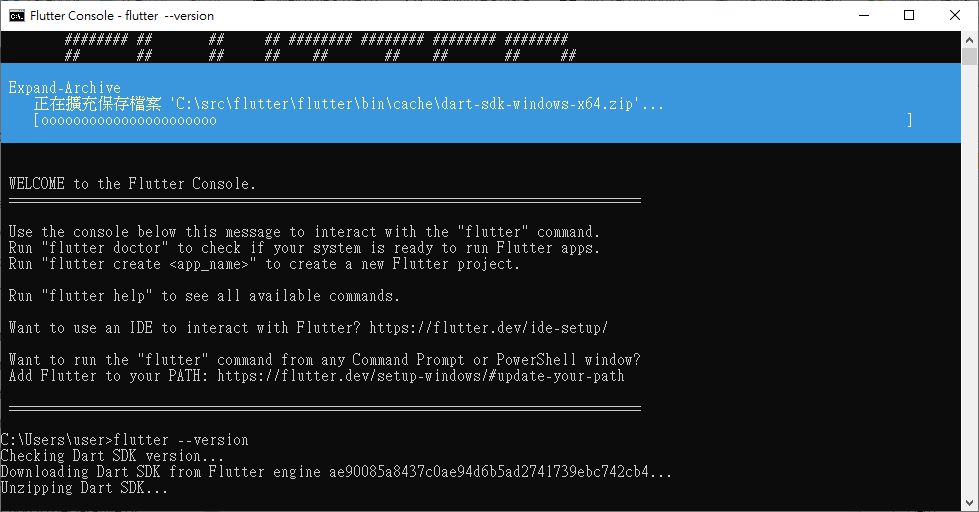 Flutter Console - flutter --version
######## ## ## ## ######## ######## ######## ########
## ## ## ## ## ## ## ## ##
Expand-Archive
正在擴充保存檔案 'C:\src\flutter\flutter\bin\cache\dart-sdk-windows-x64.zip'...
[oooooooooooooooooooooo ]
WELCOME to the Flutter Console.
================================================================================
Use the console below this message to interact with the "flutter" command.
Run "flutter doctor" to check if your system is ready to run Flutter apps.
Run "flutter create <app_name>" to create a new Flutter project.
Run "flutter help" to see all available commands.
Want to use an IDE to interact with Flutter? https://flutter.dev/ide-setup/
Want to run the "flutter" command from any Command Prompt or PowerShell window?
Add Flutter to your PATH: https://flutter.dev/setup-windows/#update-your-path
================================================================================
C:\Users\user>flutter --version
Checking Dart SDK version...
Downloading Dart SDK from Flutter engine ae90085a8437c0ae94d6b5ad2741739ebc742cb4...
Unzipping Dart SDK...